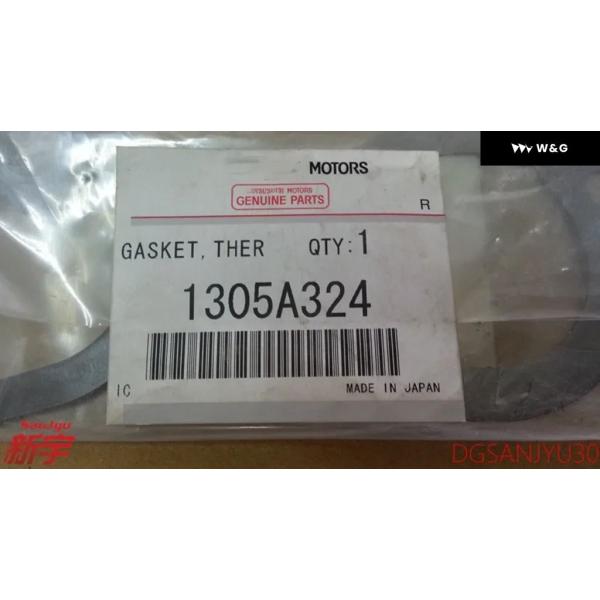 W&G
MOTORS
MITSUBISHI MOTORS
GENUINE PARTS
R
GASKET, THER QTY:1
1305A324
IC MADE IN JAPAN
SanJyu
新宇
DGSANJYU30